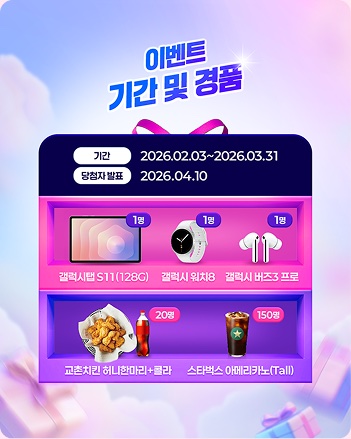 이벤트
기간 및 경품
기간 2026.02.03~2026.03.31
당첨자 발표 2026.04.10
1명 1명 1명
갤럭시탭 S11(128G) 갤럭시 워치8 갤럭시 버즈3 프로
20명 150명
교촌치킨 허니한마리+콜라 스타벅스 아메리카노(Tall)